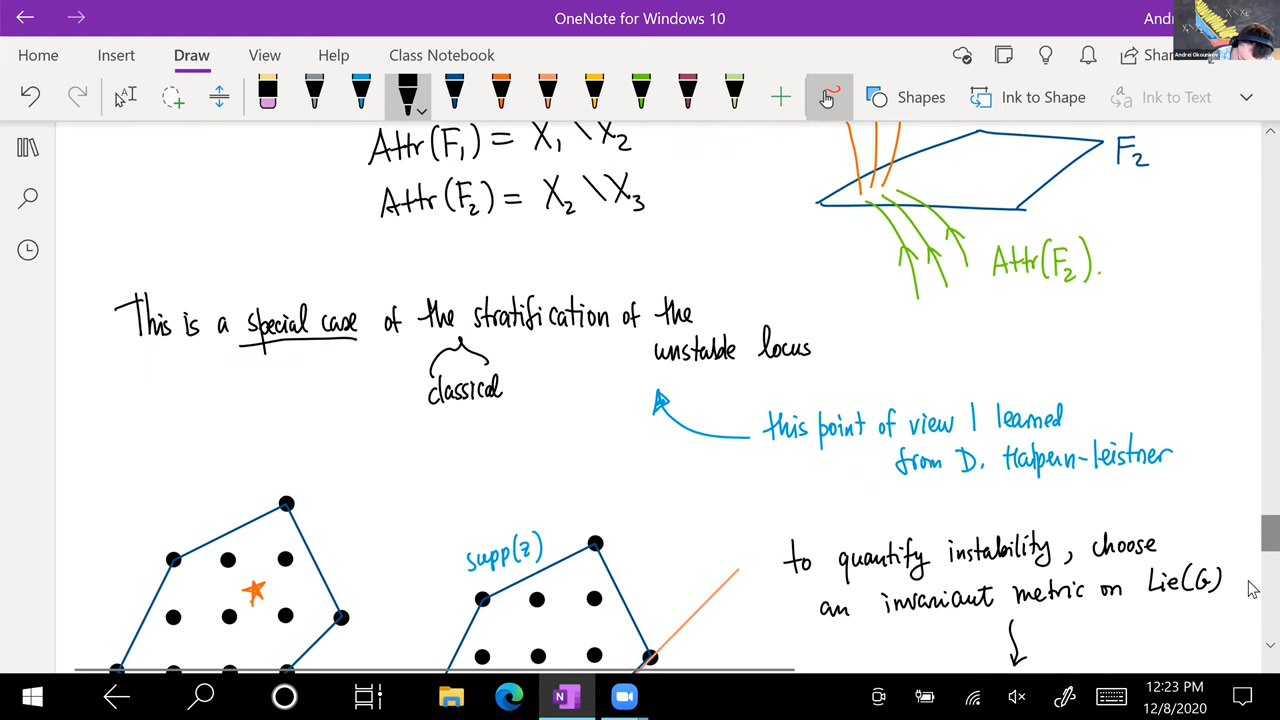 OneNote for Windows 10
Andrei Okounkov
Home
Insert
Draw
View
Help
Class Notebook
Shapes
Ink to Shape
Ink to Text
Attr(F₁) = X₁ \ X₂
Attr(F₂) = X₂ \ X₃
F₂
Attr(F₂).
This is a special case of the stratification of the
unstable locus
classical
this point of view I learned
from D. Halpern-Leistner
supp(z)
to quantify instability, choose
an invariant metric on Lie(G)
12:23 PM
12/8/2020